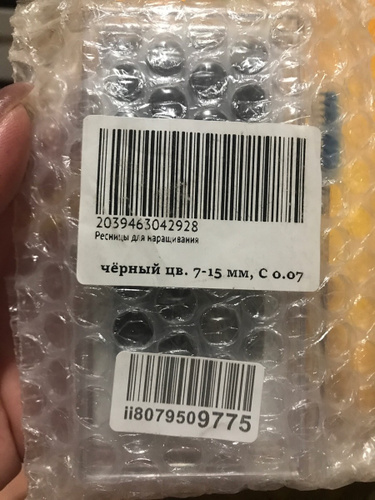 2039463042928
Ресницы для наращивания
чёрный цв. 7-15 мм, С 0.07
ii8079509775